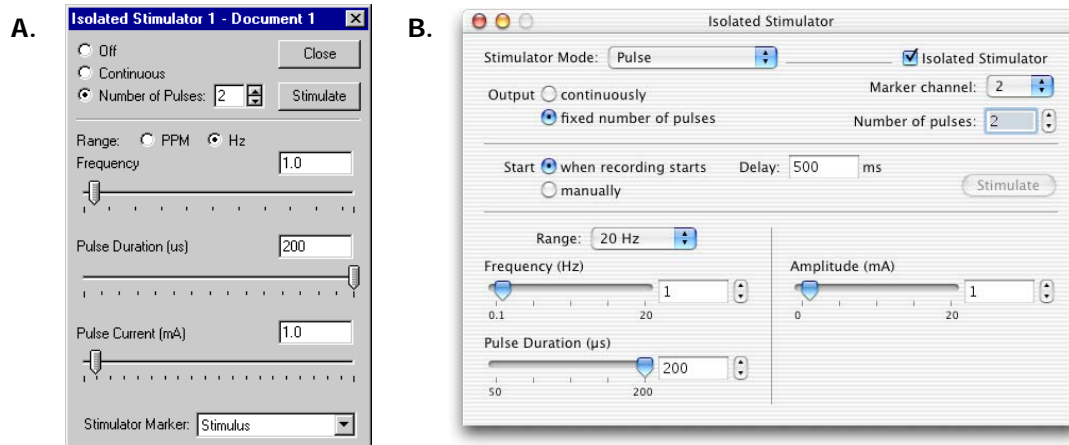 A.
Isolated Stimulator 1 - Document 1
Off
Close
Continuous
Number of Pulses: 2
Stimulate
Range: PPM Hz
Frequency 1.0
Pulse Duration (us) 200
Pulse Current (mA) 1.0
Stimulator Marker: Stimulus
B.
Isolated Stimulator
Stimulator Mode: Pulse Isolated Stimulator
Marker channel: 2
Output continuously
fixed number of pulses Number of pulses: 2
Start when recording starts Delay: 500 ms
manually Stimulate
Range: 20 Hz
Frequency (Hz) Amplitude (mA)
1 1
0.1 20 0 20
Pulse Duration (µs)
200
50 200